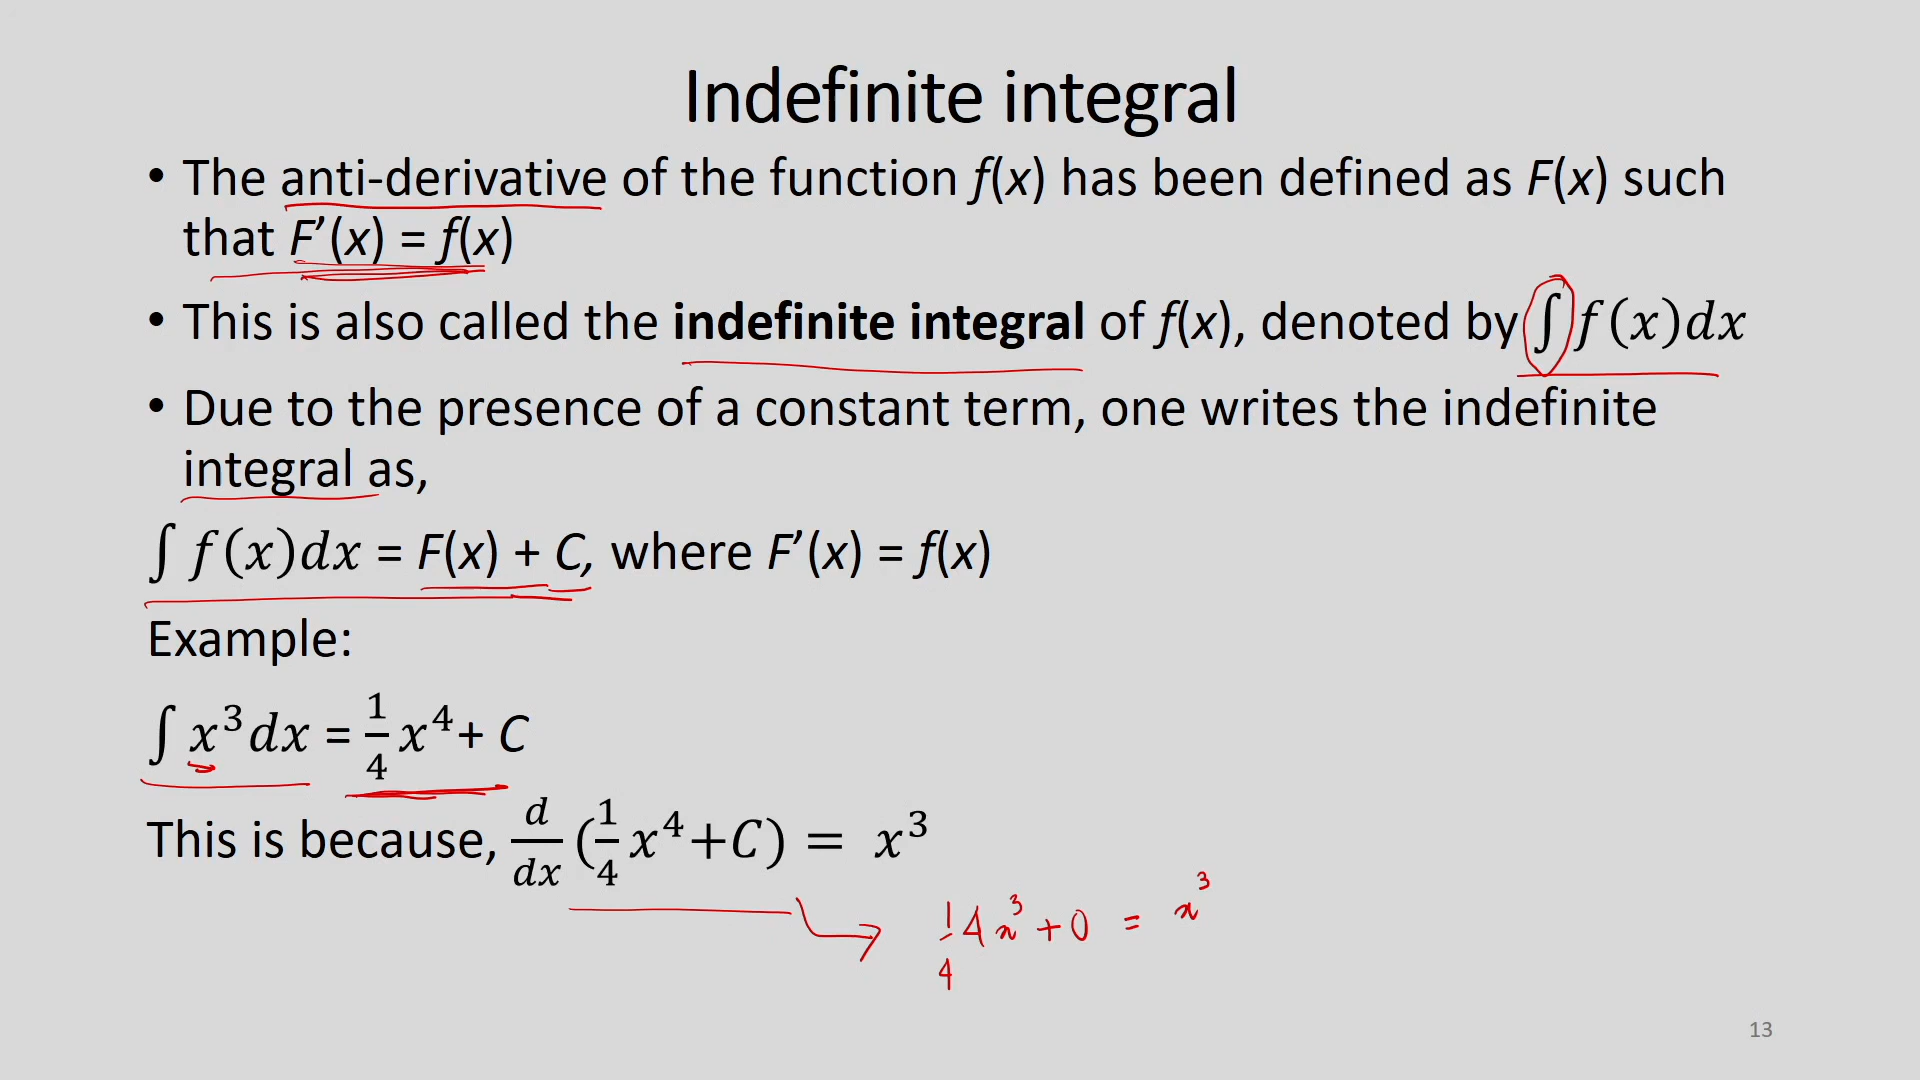 Indefinite integral
• The anti-derivative of the function f(x) has been defined as F(x) such
that F’(x) = f(x)
• This is also called the indefinite integral of f(x), denoted by ∫ f(x)dx
• Due to the presence of a constant term, one writes the indefinite
integral as,
∫ f(x)dx = F(x) + C, where F’(x) = f(x)
Example:
∫ x³dx = 1/4 x⁴+ C
This is because, d/dx (1/4 x⁴+C) = x³
1/4 4x³ + 0 = x³
13